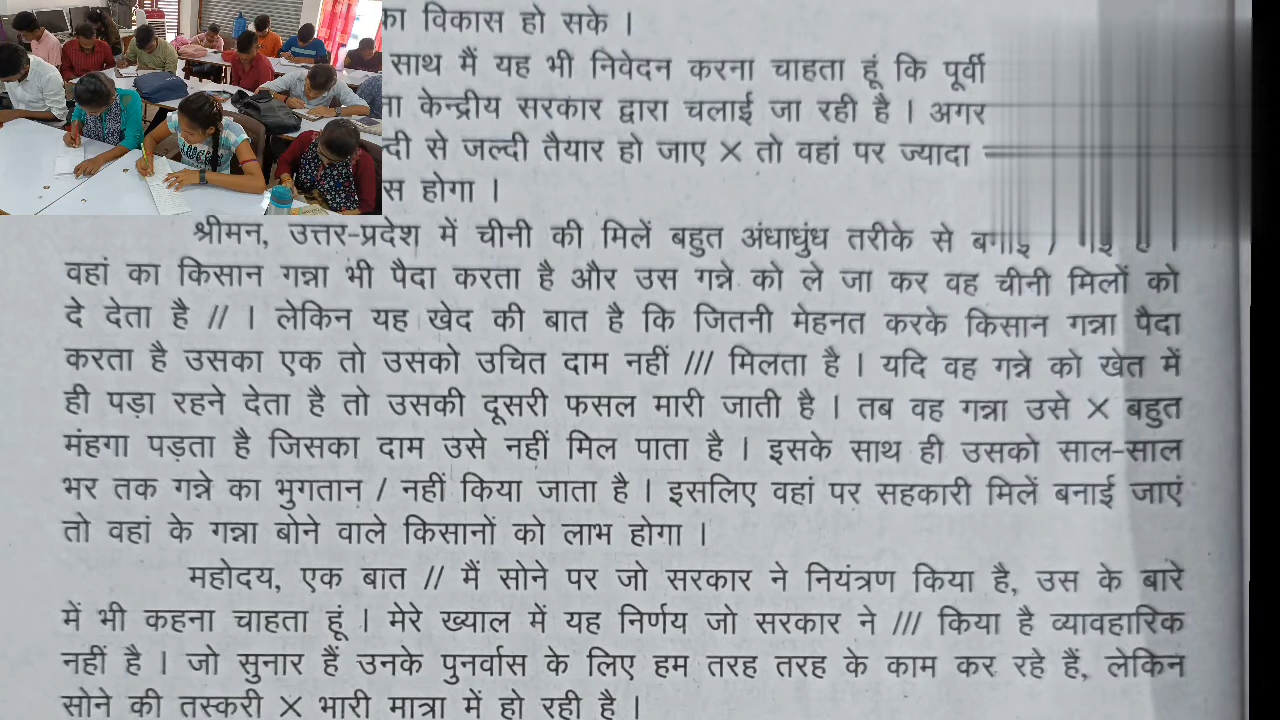 का विकास हो सके ।
साथ मैं यह भी निवेदन करना चाहता हूं कि पूर्वी
केन्द्रीय सरकार द्वारा चलाई जा रही है । अगर
से जल्दी तैयार हो जाए × तो वहां पर ज्यादा
होगा ।
श्रीमन, उत्तर-प्रदेश में चीनी की मिलें बहुत अंधाधुंध तरीके से
वहां का किसान गन्ना भी पैदा करता है और उस गन्ने को ले जा कर वह चीनी मिलों को
दे देता है // । लेकिन यह खेद की बात है कि जितनी मेहनत करके किसान गन्ना पैदा
करता है उसका एक तो उसको उचित दाम नहीं /// मिलता है । यदि वह गन्ने को खेत में
ही पड़ा रहने देता है तो उसकी दूसरी फसल मारी जाती है । तब वह गन्ना उसे × बहुत
मंहगा पड़ता है जिसका दाम उसे नहीं मिल पाता है । इसके साथ ही उसको साल-साल
भर तक गन्ने का भुगतान / नहीं किया जाता है । इसलिए वहां पर सहकारी मिलें बनाई जाएं
तो वहां के गन्ना बोने वाले किसानों को लाभ होगा ।
महोदय, एक बात // मैं सोने पर जो सरकार ने नियंत्रण किया है, उस के बारे
में भी कहना चाहता हूं । मेरे ख्याल में यह निर्णय जो सरकार ने /// किया है व्यावहारिक
नहीं है । जो सुनार हैं उनके पुनर्वास के लिए हम तरह तरह के काम कर रहे हैं, लेकिन
सोने की तस्करी × भारी मात्रा में हो रही है ।